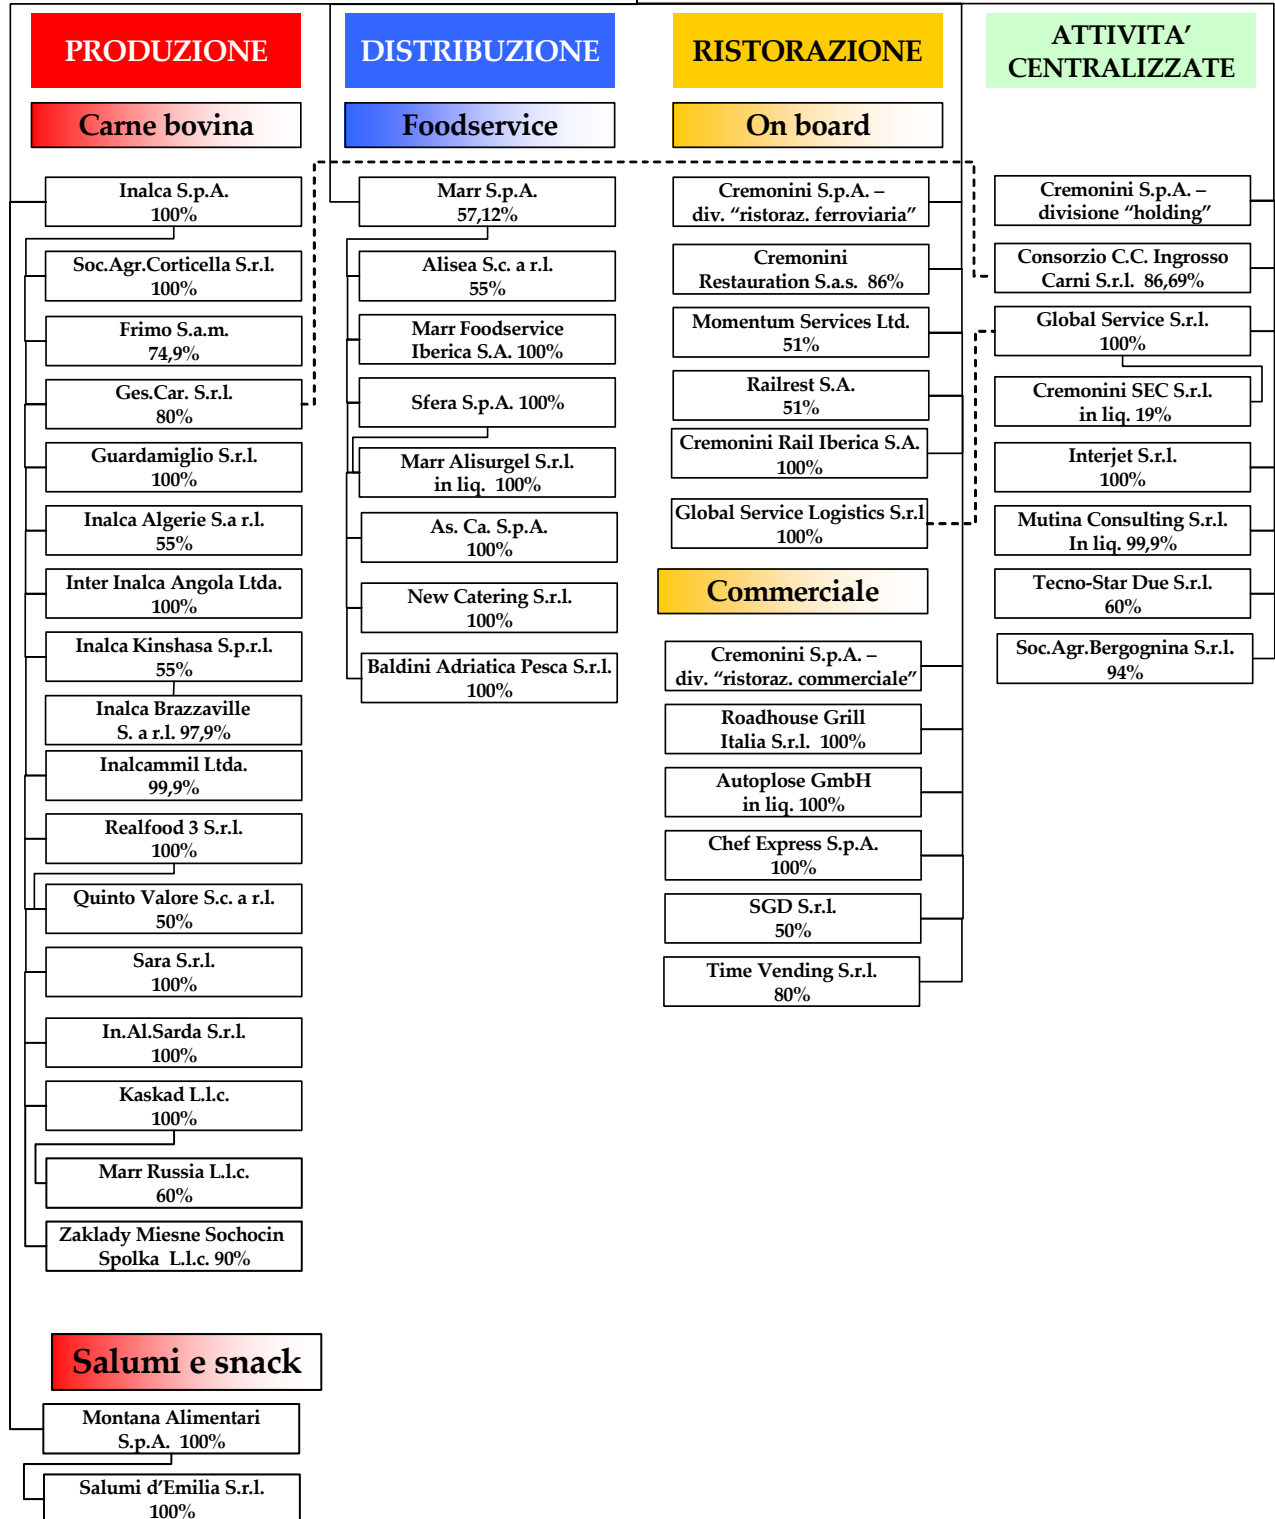 PRODUZIONE
Carne bovina
Inalca S.p.A.
100%
Soc.Agr.Corticella S.r.l.
100%
Frimo S.a.m.
74,9%
Ges.Car. S.r.l.
80%
Guardamiglio S.r.l.
100%
Inalca Algerie S.a r.l.
55%
Inter Inalca Angola Ltda.
100%
Inalca Kinshasa S.p.r.l.
55%
Inalca Brazzaville
S. a r.l. 97,9%
Inalcammil Ltda.
99,9%
Realfood 3 S.r.l.
100%
Quinto Valore S.c. a r.l.
50%
Sara S.r.l.
100%
In.Al.Sarda S.r.l.
100%
Kaskad L.l.c.
100%
Marr Russia L.l.c.
60%
Zaklady Miesne Sochocin
Spolka L.l.c. 90%
Salumi e snack
Montana Alimentari
S.p.A. 100%
Salumi d’Emilia S.r.l.
100%
DISTRIBUZIONE
Foodservice
Marr S.p.A.
57,12%
Alisea S.c. a r.l.
55%
Marr Foodservice
Iberica S.A. 100%
Sfera S.p.A. 100%
Marr Alisurgel S.r.l.
in liq. 100%
As. Ca. S.p.A.
100%
New Catering S.r.l.
100%
Baldini Adriatica Pesca S.r.l.
100%
RISTORAZIONE
On board
Cremonini S.p.A. –
div. “ristoraz. ferroviaria”
Cremonini
Restauration S.a.s. 86%
Momentum Services Ltd.
51%
Railrest S.A.
51%
Cremonini Rail Iberica S.A.
100%
Global Service Logistics S.r.l
100%
Commerciale
Cremonini S.p.A. –
div. “ristoraz. commerciale”
Roadhouse Grill
Italia S.r.l. 100%
Autoplose GmbH
in liq. 100%
Chef Express S.p.A.
100%
SGD S.r.l.
50%
Time Vending S.r.l.
80%
ATTIVITA’
CENTRALIZZATE
Cremonini S.p.A. –
divisione “holding”
Consorzio C.C. Ingrosso
Carni S.r.l. 86,69%
Global Service S.r.l.
100%
Cremonini SEC S.r.l.
in liq. 19%
Interjet S.r.l.
100%
Mutina Consulting S.r.l.
In liq. 99,9%
Tecno-Star Due S.r.l.
60%
Soc.Agr.Bergognina S.r.l.
94%